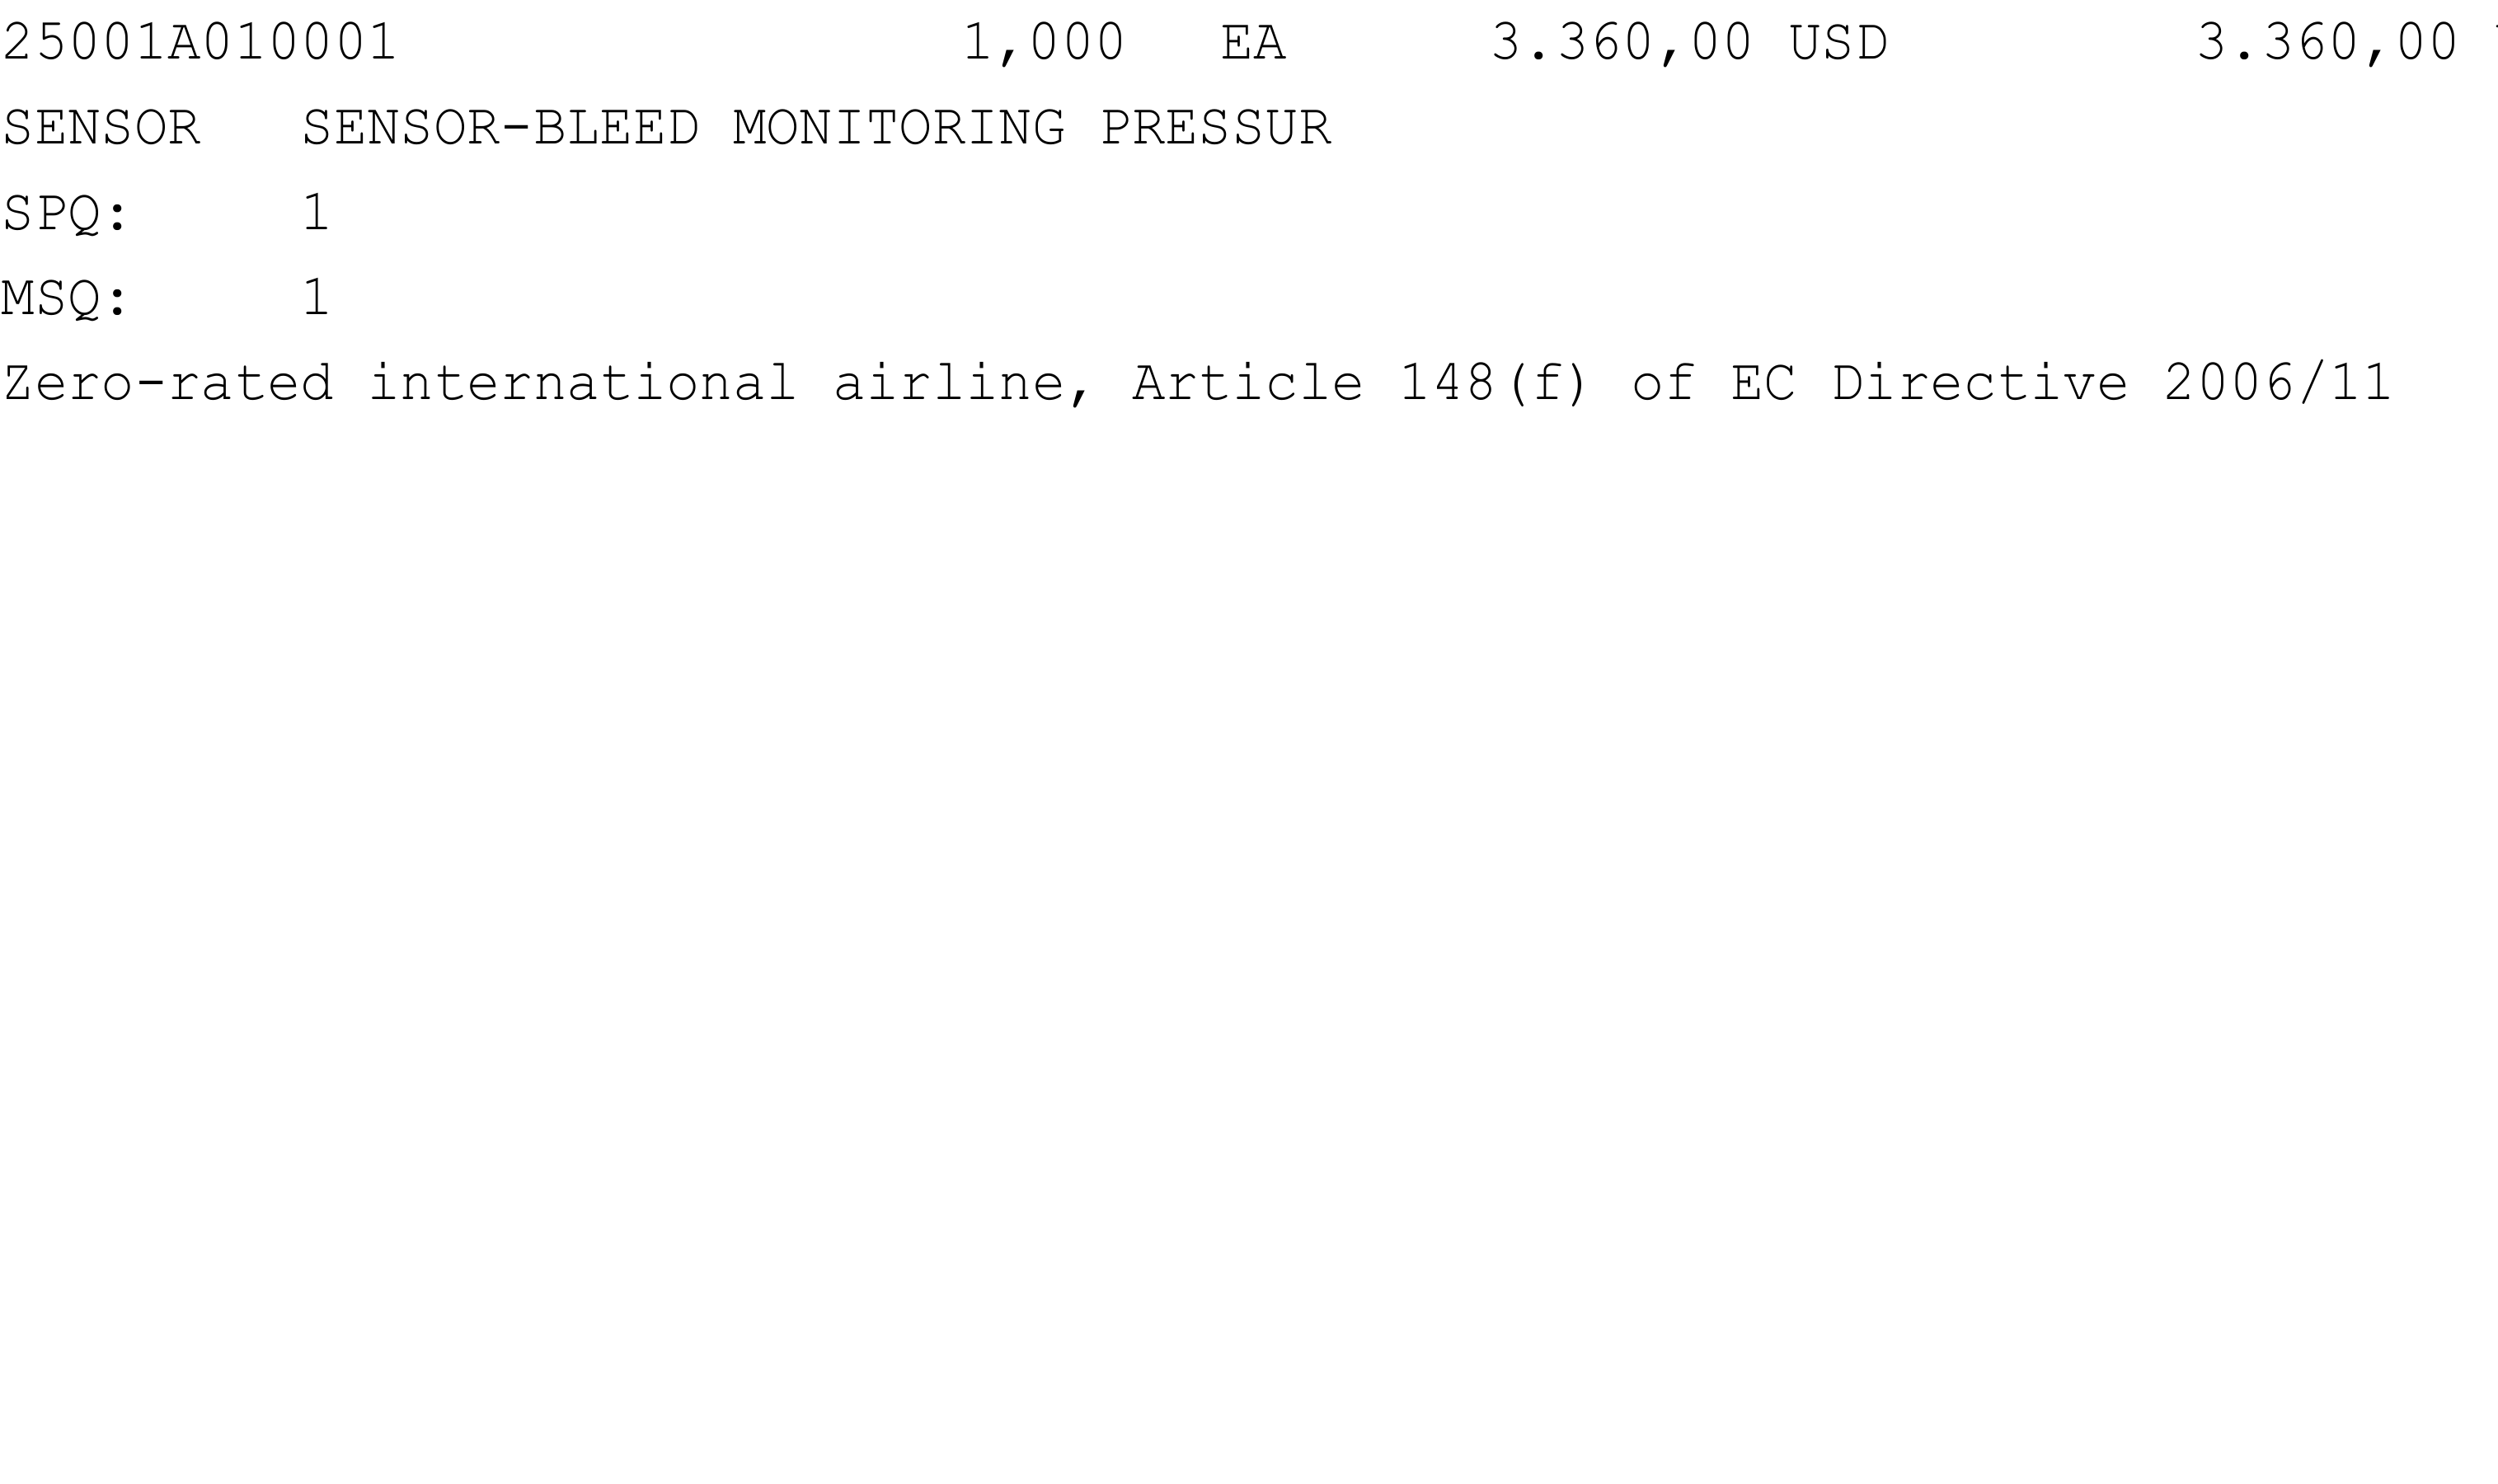 25001A010001 1,000 EA 3.360,00 USD 3.360,00
SENSOR SENSOR-BLEED MONITORING PRESSUR
SPQ: 1
MSQ: 1
Zero-rated international airline, Article 148(f) of EC Directive 2006/11